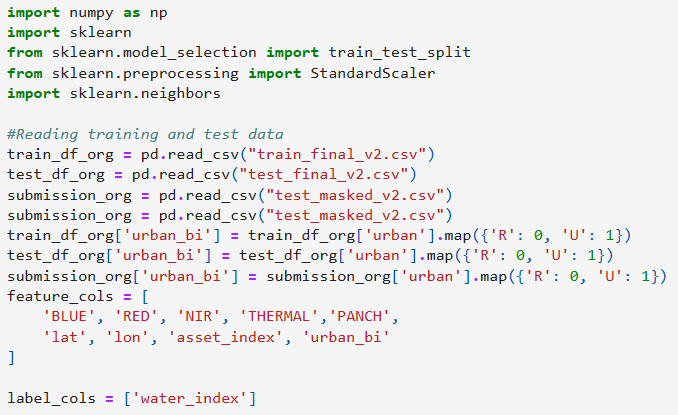 import numpy as np
import sklearn
from sklearn.model_selection import train_test_split
from sklearn.preprocessing import StandardScaler
import sklearn.neighbors

#Reading training and test data
train_df_org = pd.read_csv("train_final_v2.csv")
test_df_org = pd.read_csv("test_final_v2.csv")
submission_org = pd.read_csv("test_masked_v2.csv")
submission_org = pd.read_csv("test_masked_v2.csv")
train_df_org['urban_bi'] = train_df_org['urban'].map({'R': 0, 'U': 1})
test_df_org['urban_bi'] = test_df_org['urban'].map({'R': 0, 'U': 1})
submission_org['urban_bi'] = submission_org['urban'].map({'R': 0, 'U': 1})
feature_cols = [
    'BLUE', 'RED', 'NIR', 'THERMAL','PANCH',
    'lat', 'lon', 'asset_index', 'urban_bi'
]

label_cols = ['water_index']